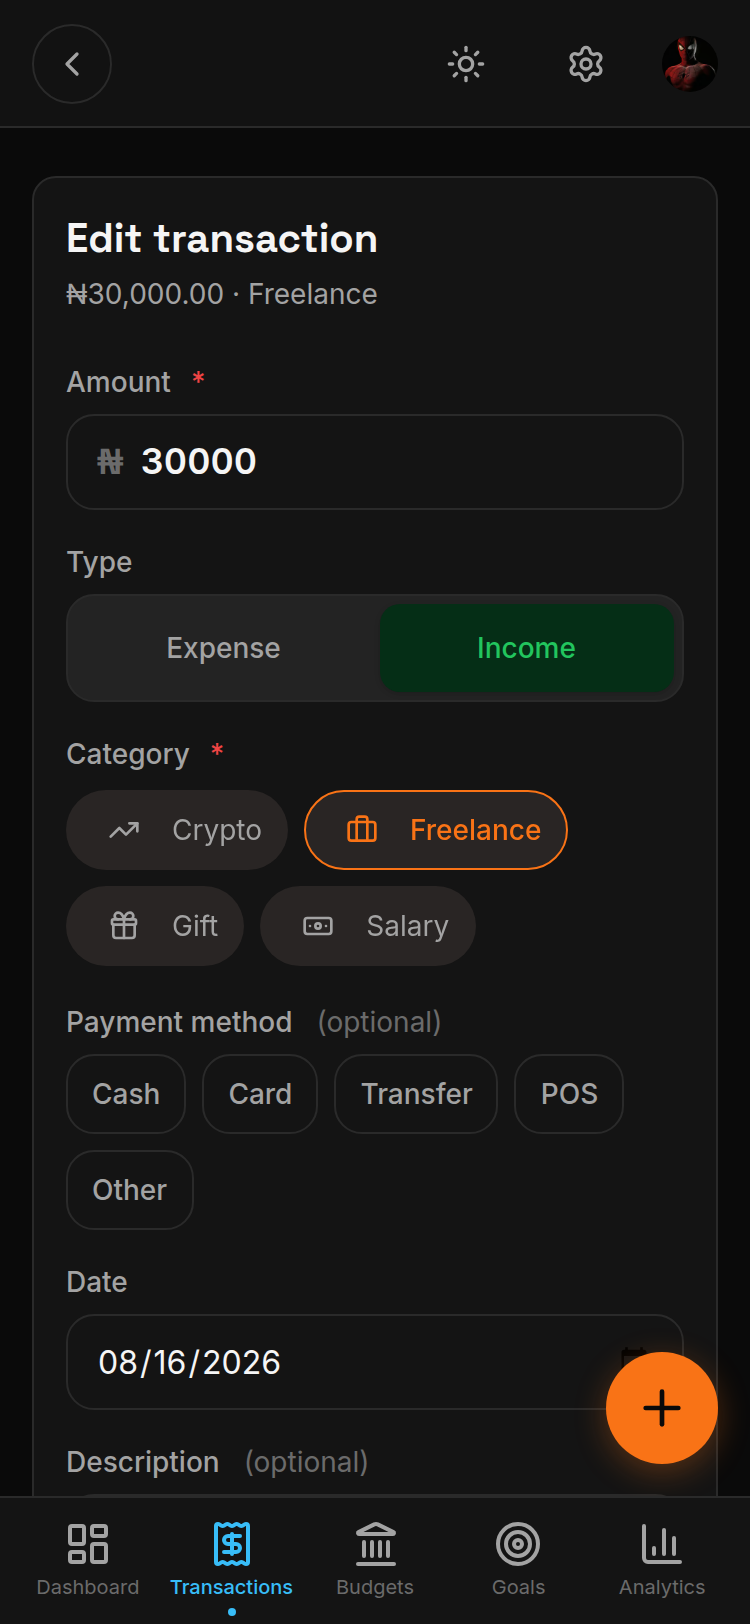 Edit transaction
₦30,000.00 · Freelance
Amount *
₦ 30000
Type
Expense Income
Category *
Crypto Freelance
Gift Salary
Payment method (optional)
Cash Card Transfer POS
Other
Date
08/16/2026
Description (optional)
Dashboard Transactions Budgets Goals Analytics